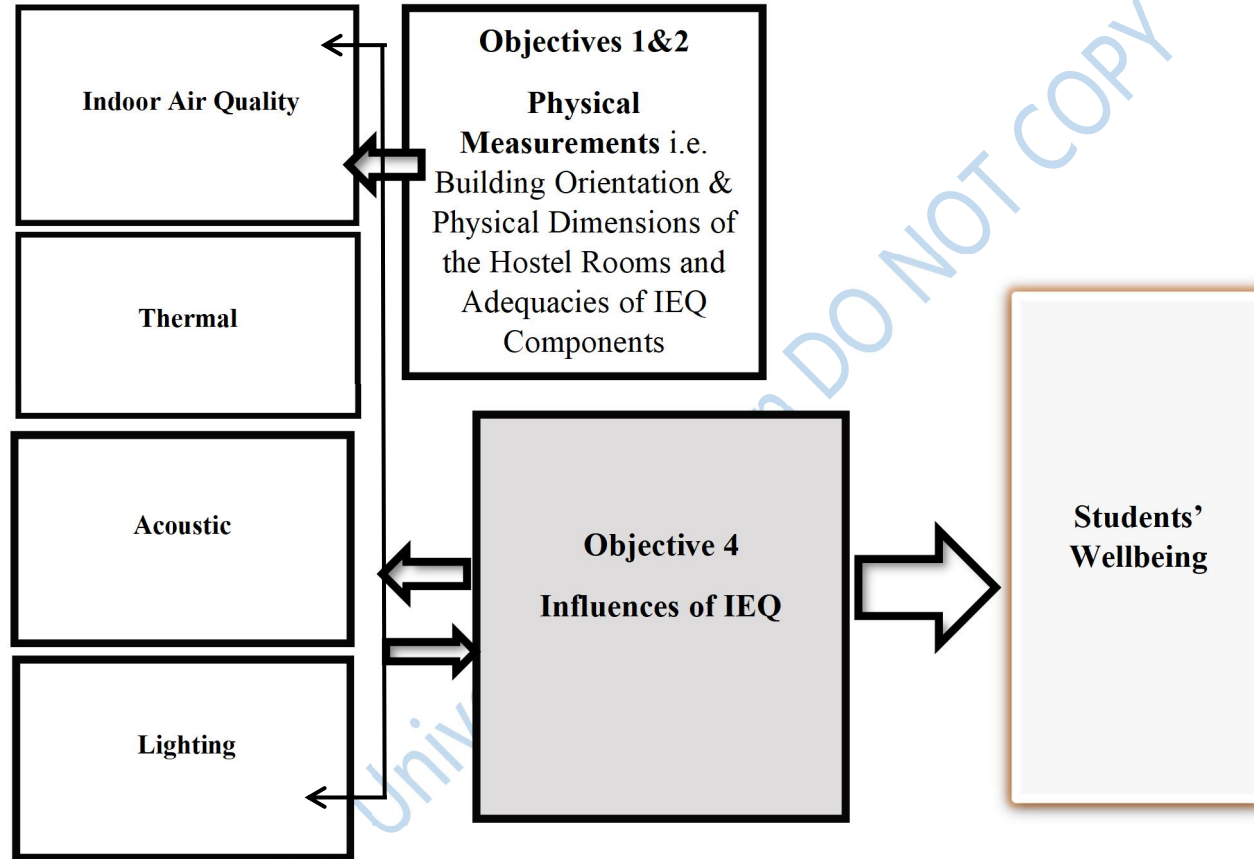 Indoor Air Quality
Thermal
Acoustic
Lighting
Objectives 1&2
Physical
Measurements i.e.
Building Orientation &
Physical Dimensions of
the Hostel Rooms and
Adequacies of IEQ
Components
Objective 4
Influences of IEQ
Students’
Wellbeing
DO NOT COPY